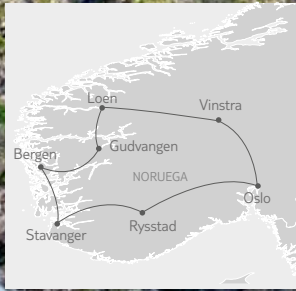 Loen
Vinstra
Gudvangen
Bergen
NORUEGA
Oslo
Stavanger
Rysstad